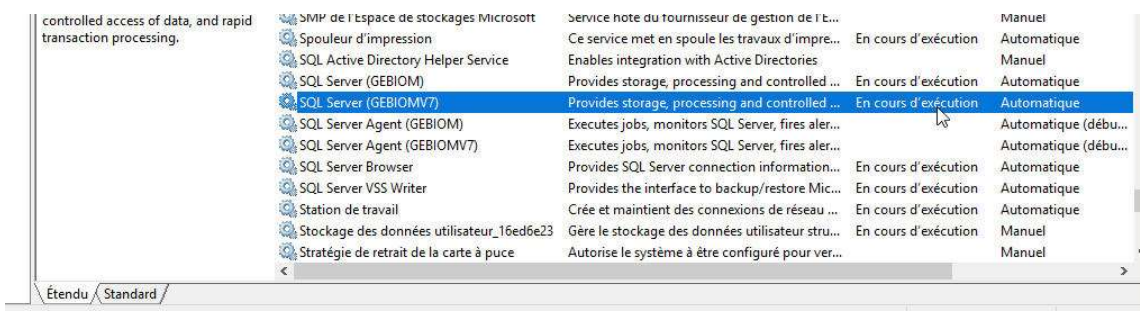 controlled access of data, and rapid
transaction processing.
SMP de l'Espace de stockages Microsoft Service hôte du fournisseur de gestion de l'E... Manuel
Spouleur d'impression Ce service met en spoule les travaux d'impre... En cours d'exécution Automatique
SQL Active Directory Helper Service Enables integration with Active Directories Manuel
SQL Server (GEBIOM) Provides storage, processing and controlled ... En cours d'exécution Automatique
SQL Server (GEBIOMV7) Provides storage, processing and controlled ... En cours d'exécution Automatique
SQL Server Agent (GEBIOM) Executes jobs, monitors SQL Server, fires aler... Automatique (débu...
SQL Server Agent (GEBIOMV7) Executes jobs, monitors SQL Server, fires aler... Automatique (débu...
SQL Server Browser Provides SQL Server connection information... En cours d'exécution Automatique
SQL Server VSS Writer Provides the interface to backup/restore Mic... En cours d'exécution Automatique
Station de travail Crée et maintient des connexions de réseau ... En cours d'exécution Automatique
Stockage des données utilisateur_16ed6e23 Gère le stockage des données utilisateur stru... En cours d'exécution Manuel
Stratégie de retrait de la carte à puce Autorise le système à être configuré pour ver... Manuel
Étendu Standard